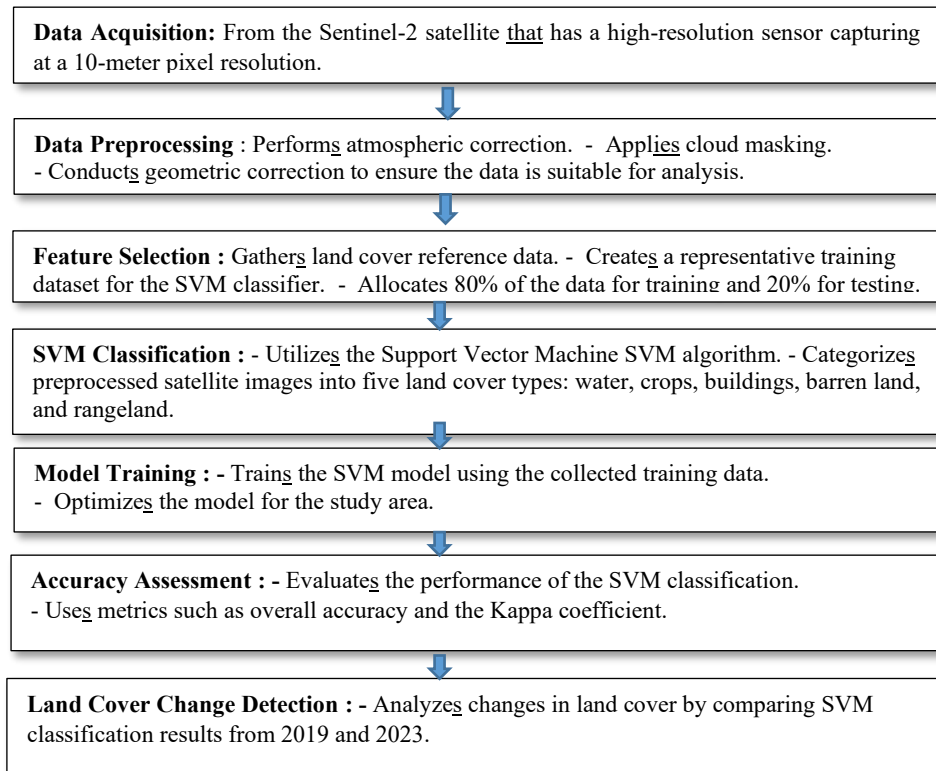 Data Acquisition: From the Sentinel-2 satellite that has a high-resolution sensor capturing
at a 10-meter pixel resolution.
Data Preprocessing : Performs atmospheric correction. - Applies cloud masking.
- Conducts geometric correction to ensure the data is suitable for analysis.
Feature Selection : Gathers land cover reference data. - Creates a representative training
dataset for the SVM classifier. - Allocates 80% of the data for training and 20% for testing.
SVM Classification : - Utilizes the Support Vector Machine SVM algorithm. - Categorizes
preprocessed satellite images into five land cover types: water, crops, buildings, barren land,
and rangeland.
Model Training : - Trains the SVM model using the collected training data.
- Optimizes the model for the study area.
Accuracy Assessment : - Evaluates the performance of the SVM classification.
- Uses metrics such as overall accuracy and the Kappa coefficient.
Land Cover Change Detection : - Analyzes changes in land cover by comparing SVM
classification results from 2019 and 2023.